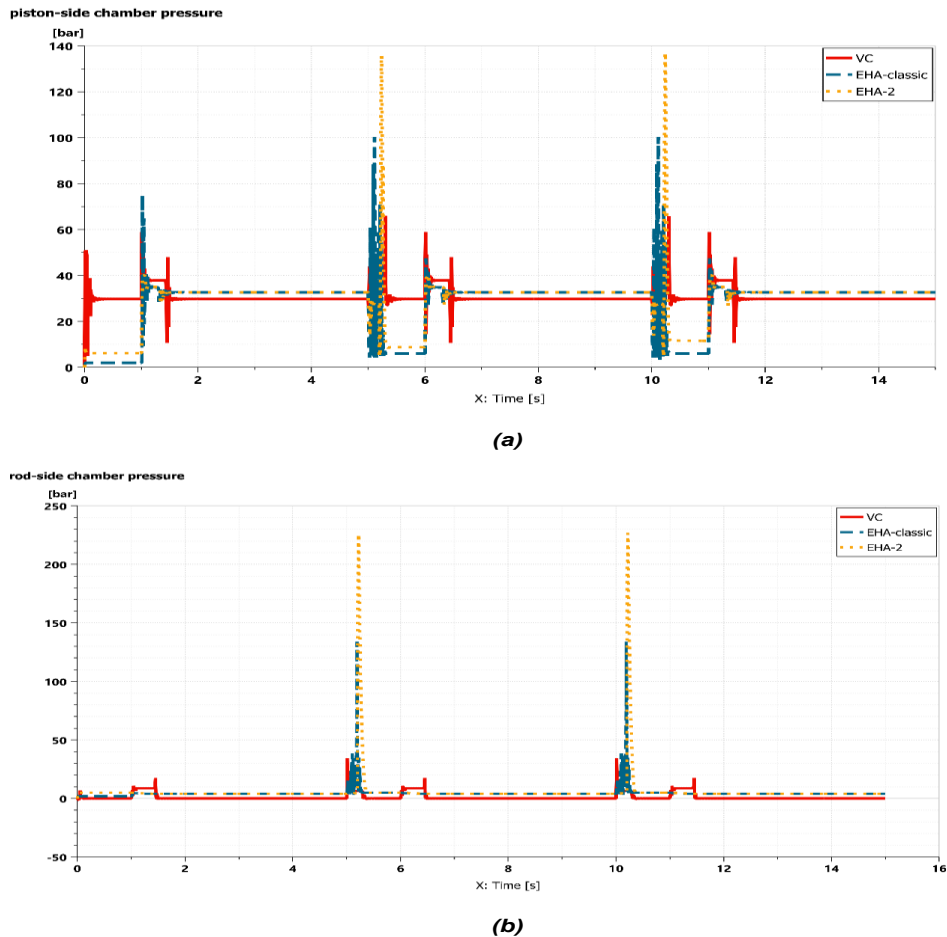 piston-side chamber pressure
[bar]
140
VC
EHA-classic
EHA-2
120
100
80
60
40
20
0
0 2 4 6 8 10 12 14
X: Time [s]
(a)
rod-side chamber pressure
[bar]
250
VC
EHA-classic
EHA-2
200
150
100
50
0
-50
0 2 4 6 8 10 12 14 16
X: Time [s]
(b)